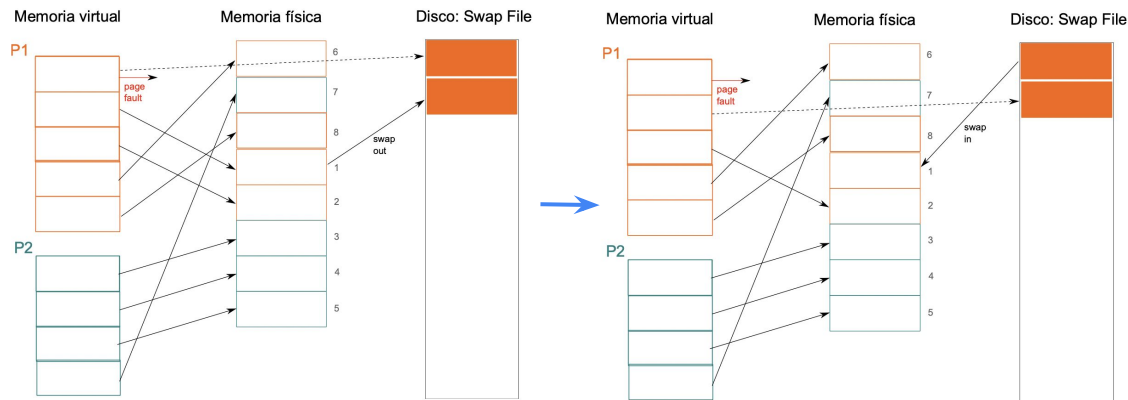 Memoria virtual
Memoria física
Disco: Swap File
P1
page
fault
6
7
8
1
2
3
4
5
swap
out
P2
Memoria virtual
Memoria física
Disco: Swap File
P1
page
fault
6
7
8
1
2
3
4
5
swap
in
P2